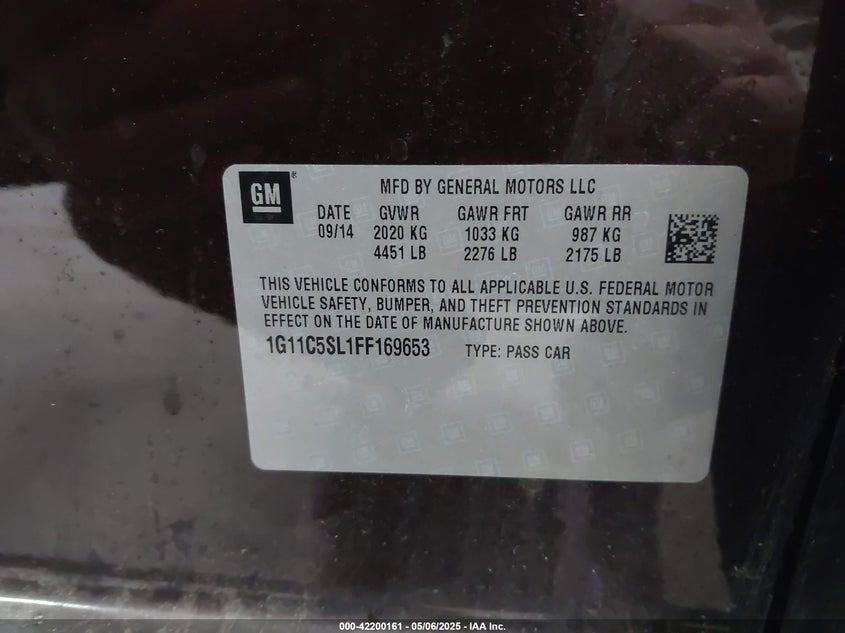 GM ®
MFD BY GENERAL MOTORS LLC
DATE GVWR GAWR FRT GAWR RR
09/14 2020 KG 1033 KG 987 KG
4451 LB 2276 LB 2175 LB
THIS VEHICLE CONFORMS TO ALL APPLICABLE U.S. FEDERAL MOTOR
VEHICLE SAFETY, BUMPER, AND THEFT PREVENTION STANDARDS IN
EFFECT ON THE DATE OF MANUFACTURE SHOWN ABOVE.
1G11C5SL1FF169653 TYPE: PASS CAR
000-42200161 - 05/06/2025 - IAA Inc.